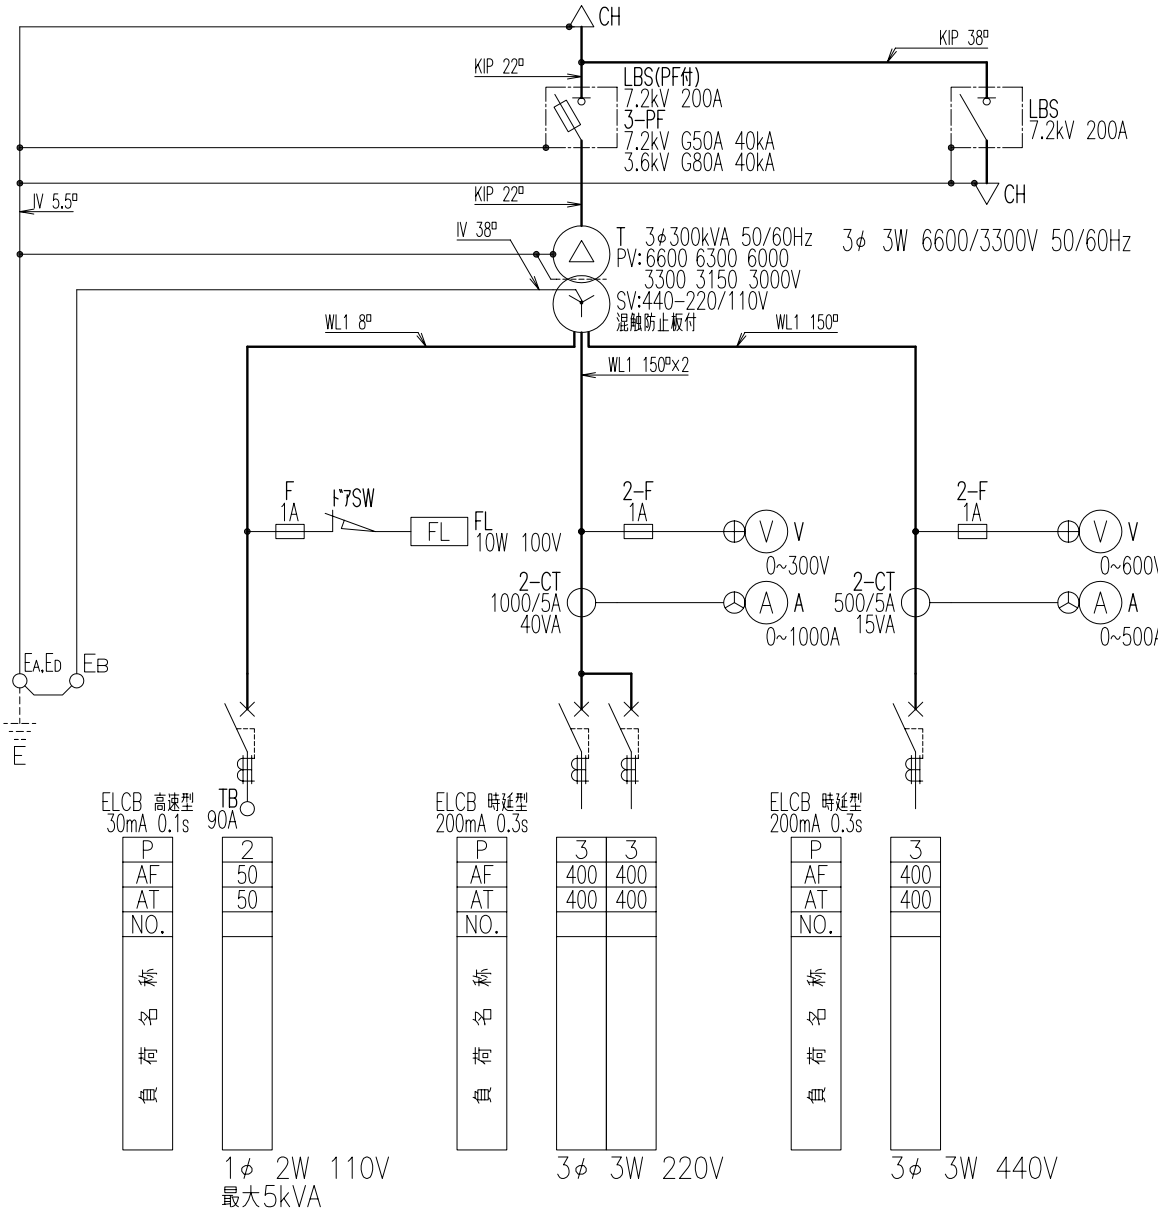 CH
KIP 38□
KIP 22□
LBS(PF付)
7.2kV 200A
3-PF
7.2kV G50A 40kA
3.6kV G80A 40kA
LBS
7.2kV 200A
IV 5.5□
KIP 22□
CH
IV 38□
T 3φ300kVA 50/60Hz
PV:6600 6300 6000
3300 3150 3000V
SV:440-220/110V
混触防止板付
3φ 3W 6600/3300V 50/60Hz
WL1 8□
WL1 150□
WL1 150□×2
F
1A
ドアSW
FL
FL
10W 100V
2-F
1A
V
V
0~300V
2-F
1A
V
V
0~600V
2-CT
1000/5A
40VA
A
A
0~1000A
2-CT
500/5A
15VA
A
A
0~500A
EA,ED
EB
E
ELCB 高速型
30mA 0.1s
TB
90A
ELCB 時延型
200mA 0.3s
ELCB 時延型
200mA 0.3s
P 2
AF 50
AT 50
NO.
負荷名称
P 3 3
AF 400 400
AT 400 400
NO.
負荷名称
P 3
AF 400
AT 400
NO.
負荷名称
1φ 2W 110V
最大5kVA
3φ 3W 220V
3φ 3W 440V